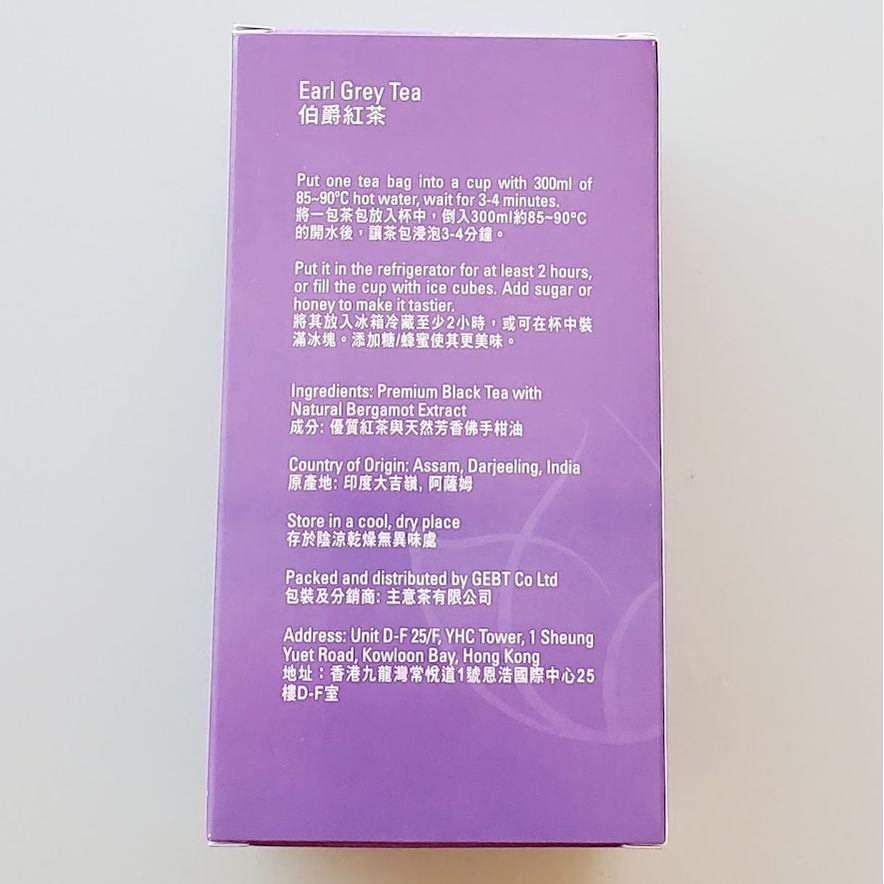 Earl Grey Tea
伯爵紅茶
Put one tea bag into a cup with 300ml of
85~90ºC hot water, wait for 3-4 minutes.
將一包茶包放入杯中，倒入300ml約85~90ºC
的開水後，讓茶包浸泡3-4分鐘。
Put it in the refrigerator for at least 2 hours,
or fill the cup with ice cubes. Add sugar or
honey to make it tastier.
將其放入冰箱冷藏至少2小時，或可在杯中裝
滿冰塊。添加糖/蜂蜜使其更美味。
Ingredients: Premium Black Tea with
Natural Bergamot Extract
成分: 優質紅茶與天然芳香佛手柑油
Country of Origin: Assam, Darjeeling, India
原產地: 印度大吉嶺, 阿薩姆
Store in a cool, dry place
存於陰涼乾燥無異味處
Packed and distributed by GEBT Co Ltd
包裝及分銷商: 主意茶有限公司
Address: Unit D-F 25/F, YHC Tower, 1 Sheung
Yuet Road, Kowloon Bay, Hong Kong
地址：香港九龍灣常悅道1號恩浩國際中心25
樓D-F室